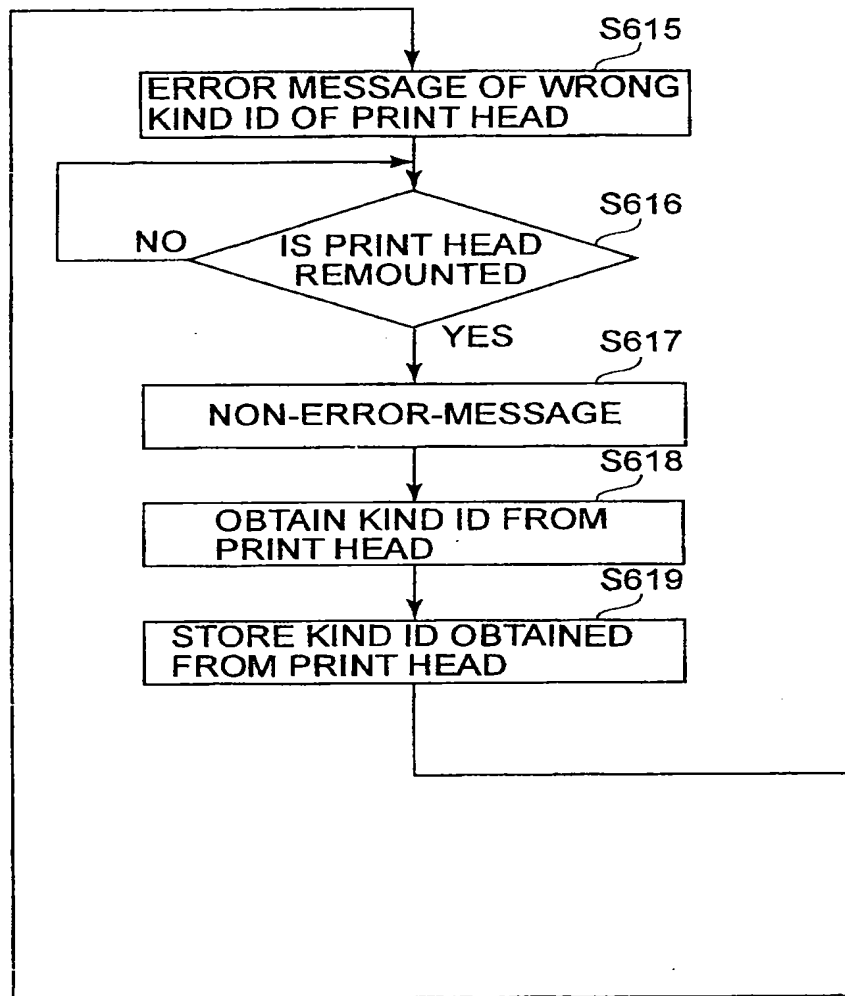 S615
ERROR MESSAGE OF WRONG
KIND ID OF PRINT HEAD
S616
NO
IS PRINT HEAD
REMOUNTED
YES
S617
NON-ERROR-MESSAGE
S618
OBTAIN KIND ID FROM
PRINT HEAD
S619
STORE KIND ID OBTAINED
FROM PRINT HEAD